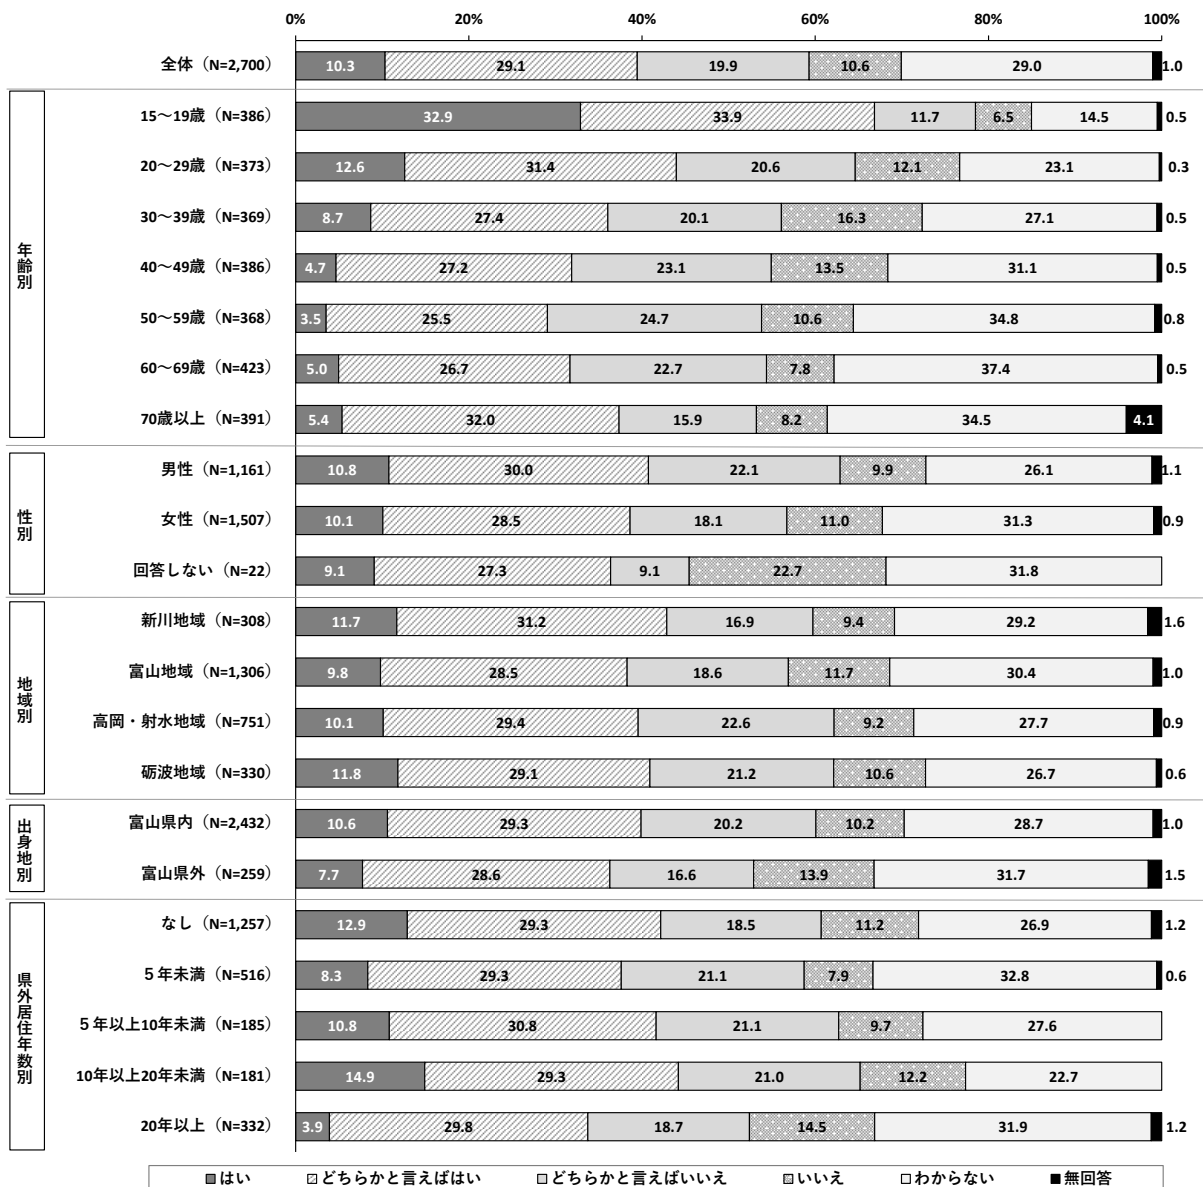 0% 20% 40% 60% 80% 100%
全体（N=2,700） 10.3 29.1 19.9 10.6 29.0 1.0
年齢別
15～19歳（N=386） 32.9 33.9 11.7 6.5 14.5 0.5
20～29歳（N=373） 12.6 31.4 20.6 12.1 23.1 0.3
30～39歳（N=369） 8.7 27.4 20.1 16.3 27.1 0.5
40～49歳（N=386） 4.7 27.2 23.1 13.5 31.1 0.5
50～59歳（N=368） 3.5 25.5 24.7 10.6 34.8 0.8
60～69歳（N=423） 5.0 26.7 22.7 7.8 37.4 0.5
70歳以上（N=391） 5.4 32.0 15.9 8.2 34.5 4.1
性別
男性（N=1,161） 10.8 30.0 22.1 9.9 26.1 1.1
女性（N=1,507） 10.1 28.5 18.1 11.0 31.3 0.9
回答しない（N=22） 9.1 27.3 9.1 22.7 31.8
地域別
新川地域（N=308） 11.7 31.2 16.9 9.4 29.2 1.6
富山地域（N=1,306） 9.8 28.5 18.6 11.7 30.4 1.0
高岡・射水地域（N=751） 10.1 29.4 22.6 9.2 27.7 0.9
砺波地域（N=330） 11.8 29.1 21.2 10.6 26.7 0.6
出身地別
富山県内（N=2,432） 10.6 29.3 20.2 10.2 28.7 1.0
富山県外（N=259） 7.7 28.6 16.6 13.9 31.7 1.5
県外居住年数別
なし（N=1,257） 12.9 29.3 18.5 11.2 26.9 1.2
５年未満（N=516） 8.3 29.3 21.1 7.9 32.8 0.6
５年以上10年未満（N=185） 10.8 30.8 21.1 9.7 27.6
10年以上20年未満（N=181） 14.9 29.3 21.0 12.2 22.7
20年以上（N=332） 3.9 29.8 18.7 14.5 31.9 1.2
はい どちらかと言えばはい どちらかと言えばいいえ いいえ わからない 無回答